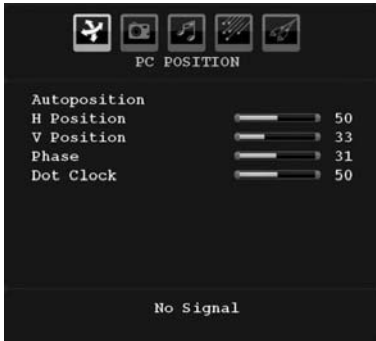 PC POSITION
Autoposition
H Position 50
V Position 33
Phase 31
Dot Clock 50
No Signal